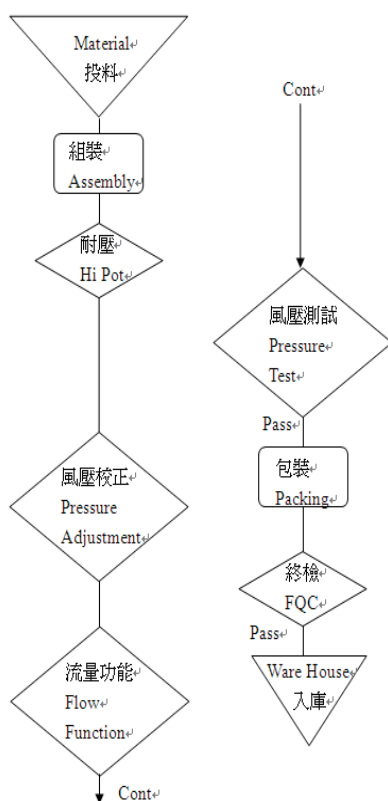 Material
投料
組裝
Assembly
耐壓
Hi Pot
風壓校正
Pressure
Adjustment
流量功能
Flow
Function
Cont
Cont
風壓測試
Pressure
Test
Pass
包裝
Packing
終檢
FQC
Pass
Ware House
入庫